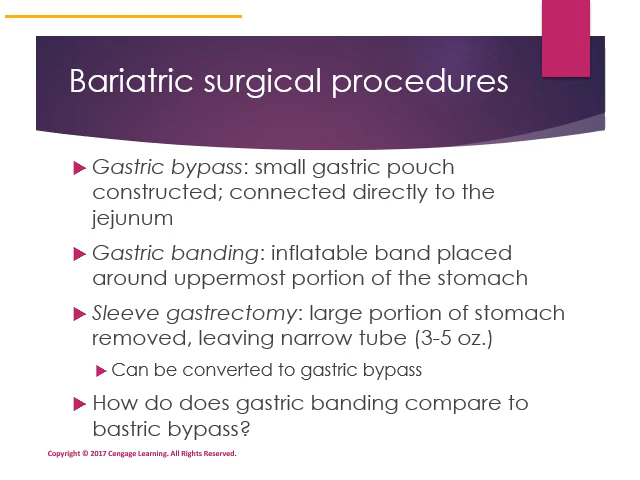 Bariatric surgical procedures
Gastric bypass: small gastric pouch
constructed; connected directly to the
jejunum
Gastric banding: inflatable band placed
around uppermost portion of the stomach
Sleeve gastrectomy: large portion of stomach
removed, leaving narrow tube (3-5 oz.)
Can be converted to gastric bypass
How do does gastric banding compare to
bastric bypass?
Copyright © 2017 Cengage Learning. All Rights Reserved.